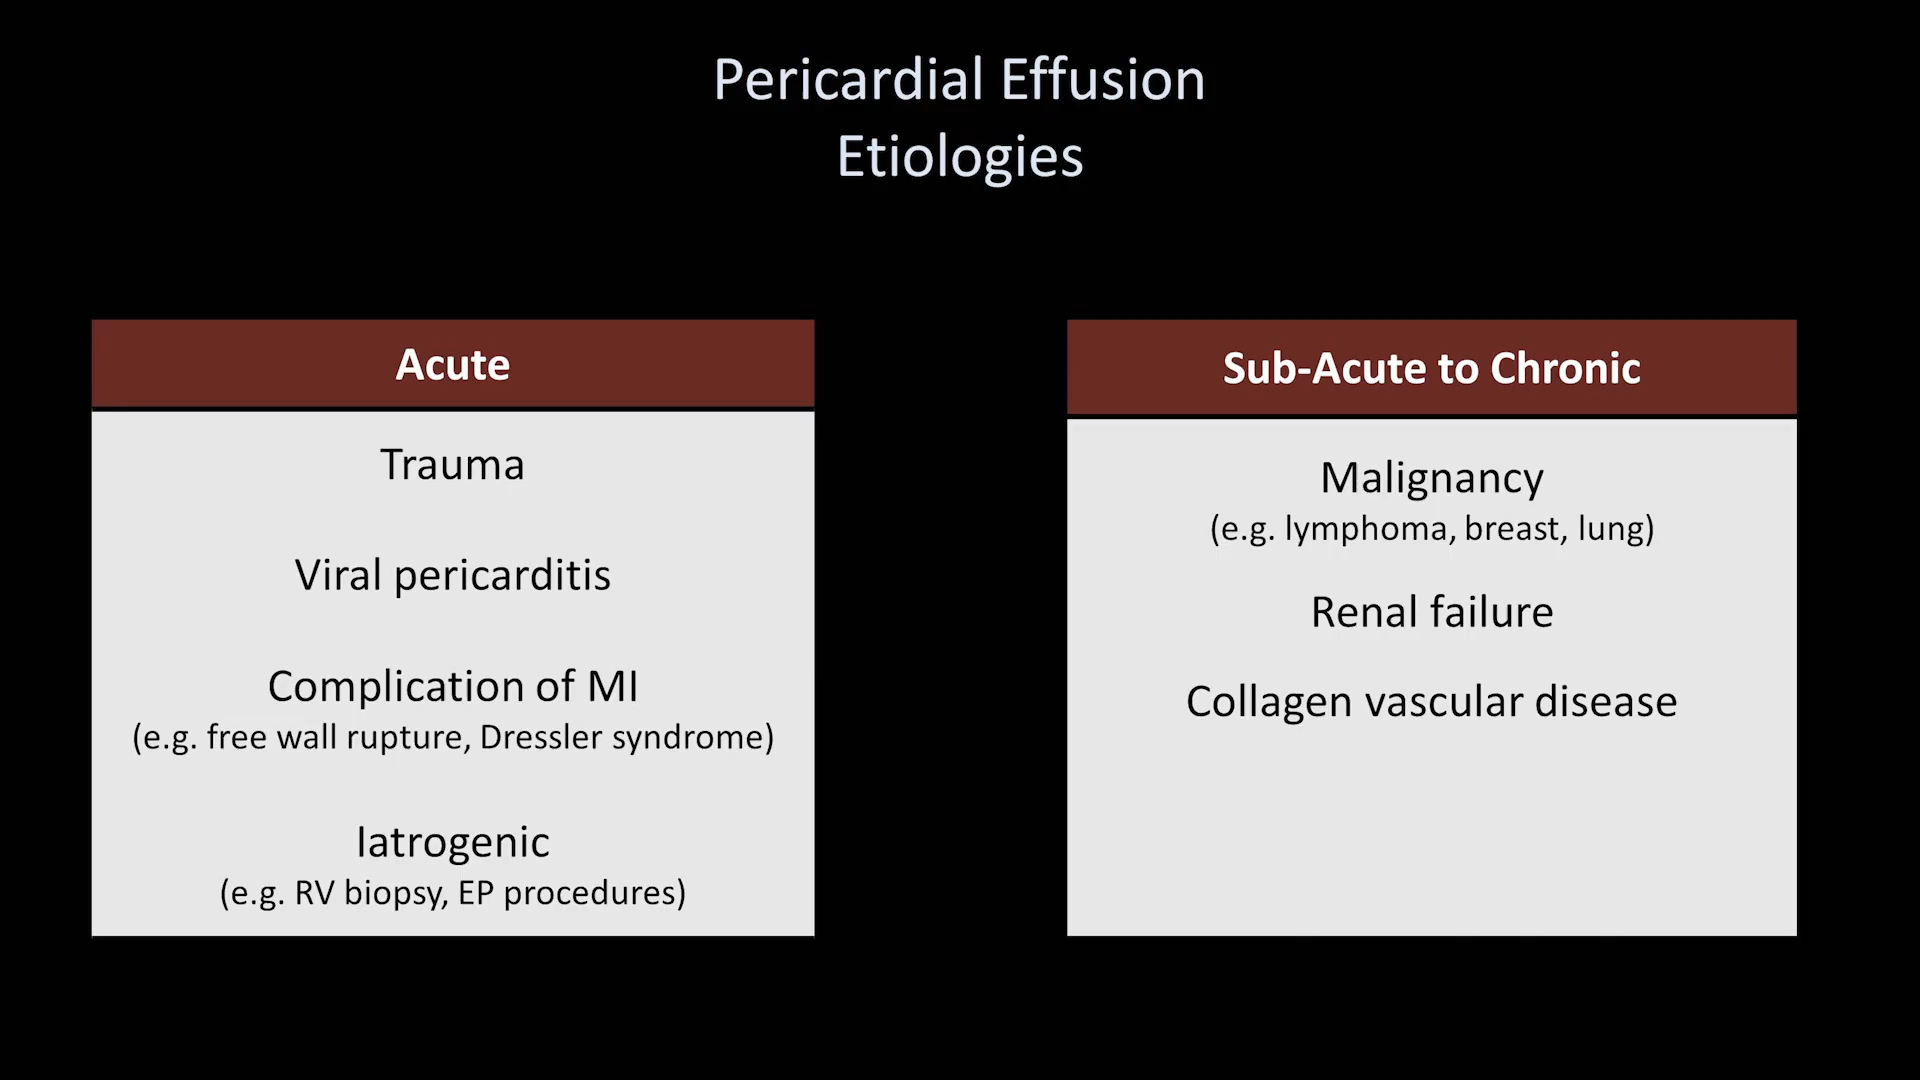 Pericardial Effusion
Etiologies
Acute
Trauma
Viral pericarditis
Complication of MI
(e.g. free wall rupture, Dressler syndrome)
Iatrogenic
(e.g. RV biopsy, EP procedures)
Sub-Acute to Chronic
Malignancy
(e.g. lymphoma, breast, lung)
Renal failure
Collagen vascular disease